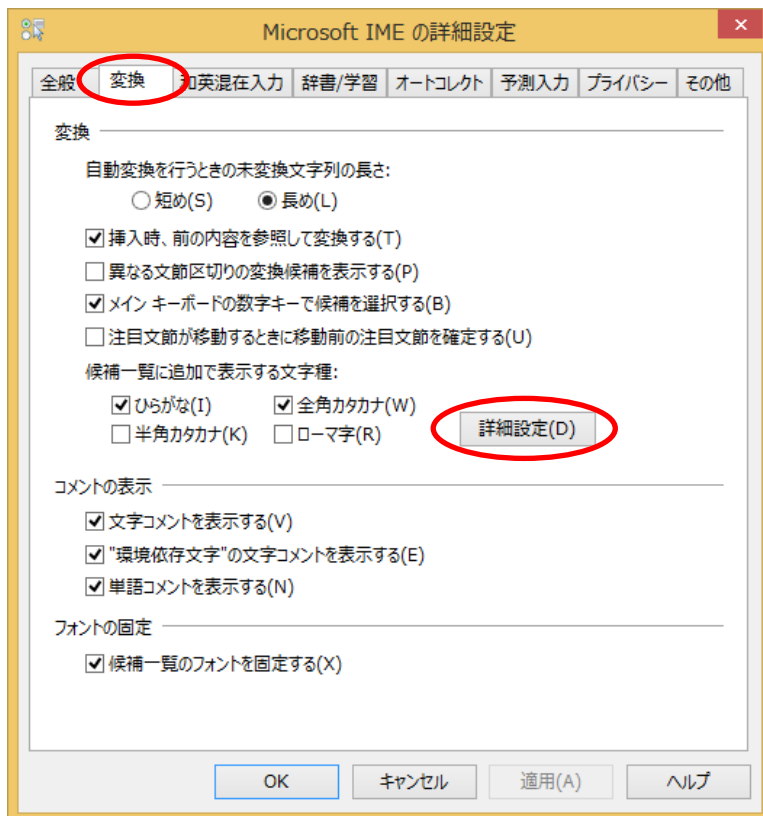 Microsoft IME の詳細設定
全般 変換 和英混在入力 辞書/学習 オートコレクト 予測入力 プライバシー その他
変換
自動変換を行うときの未変換文字列の長さ:
短め(S) 長め(L)
挿入時、前の内容を参照して変換する(T)
異なる文節区切りの変換候補を表示する(P)
メイン キーボードの数字キーで候補を選択する(B)
注目文節が移動するときに移動前の注目文節を確定する(U)
候補一覧に追加で表示する文字種:
ひらがな(I) 全角カタカナ(W)
半角カタカナ(K) ローマ字(R) 詳細設定(D)
コメントの表示
文字コメントを表示する(V)
"環境依存文字"の文字コメントを表示する(E)
単語コメントを表示する(N)
フォントの固定
候補一覧のフォントを固定する(X)
OK キャンセル 適用(A) ヘルプ